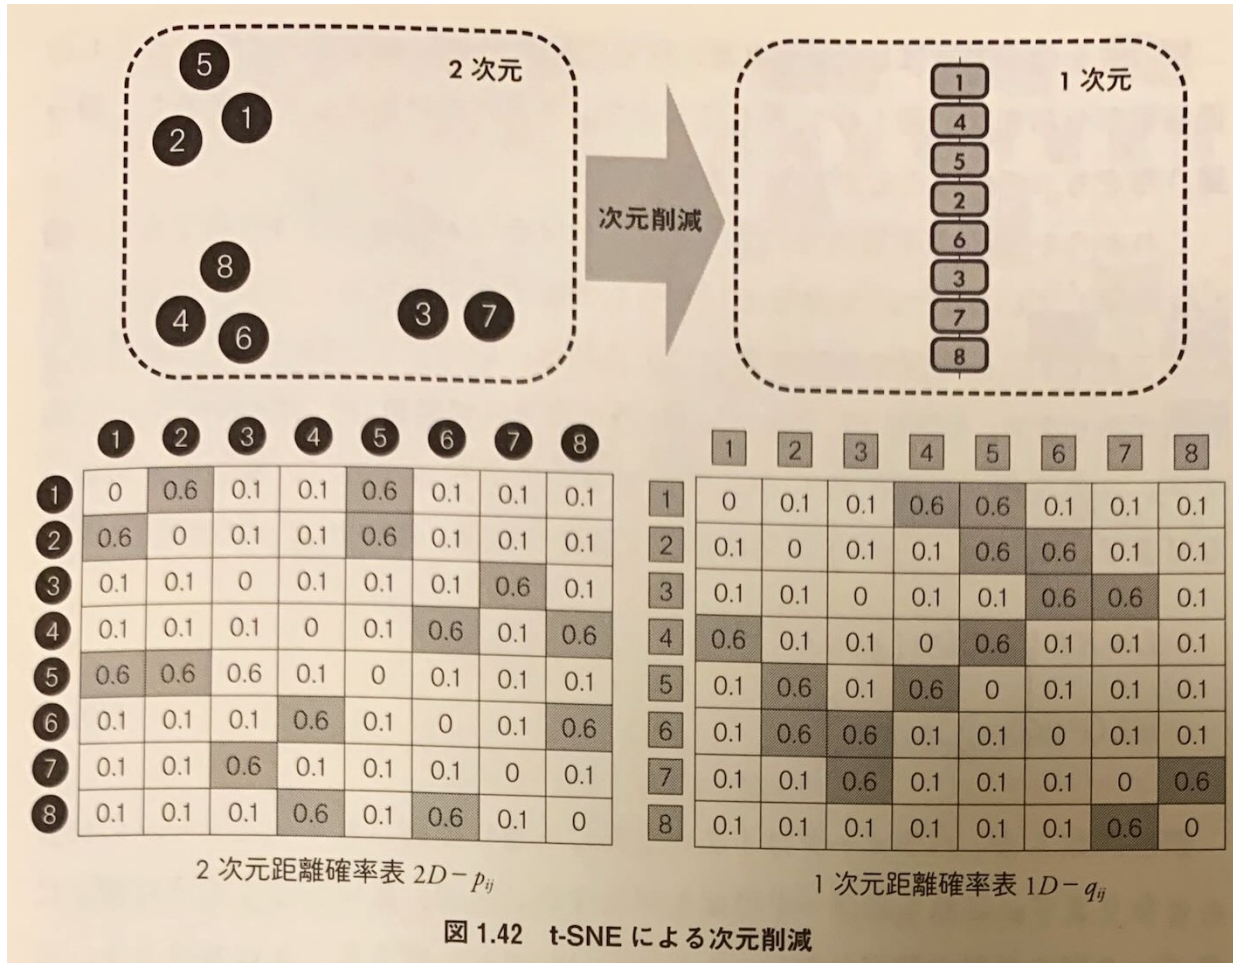 2 次元
5
1
2
8
4
6
3 7
次元削減
1 次元
1
4
5
2
6
3
7
8
1 2 3 4 5 6 7 8
1 0 0.6 0.1 0.1 0.6 0.1 0.1 0.1
2 0.6 0 0.1 0.1 0.6 0.1 0.1 0.1
3 0.1 0.1 0 0.1 0.1 0.1 0.6 0.1
4 0.1 0.1 0.1 0 0.1 0.6 0.1 0.6
5 0.6 0.6 0.6 0.1 0 0.1 0.1 0.1
6 0.1 0.1 0.1 0.6 0.1 0 0.1 0.6
7 0.1 0.1 0.6 0.1 0.1 0.1 0 0.1
8 0.1 0.1 0.1 0.6 0.1 0.6 0.1 0
2 次元距離確率表 2D－pij
1 2 3 4 5 6 7 8
1 0 0.1 0.1 0.6 0.6 0.1 0.1 0.1
2 0.1 0 0.1 0.1 0.6 0.6 0.1 0.1
3 0.1 0.1 0 0.1 0.1 0.6 0.6 0.1
4 0.6 0.1 0.1 0 0.6 0.1 0.1 0.1
5 0.1 0.6 0.1 0.6 0 0.1 0.1 0.1
6 0.1 0.6 0.6 0.1 0.1 0 0.1 0.1
7 0.1 0.1 0.6 0.1 0.1 0.1 0 0.6
8 0.1 0.1 0.1 0.1 0.1 0.1 0.6 0
1 次元距離確率表 1D－qij
図 1.42 t-SNE による次元削減